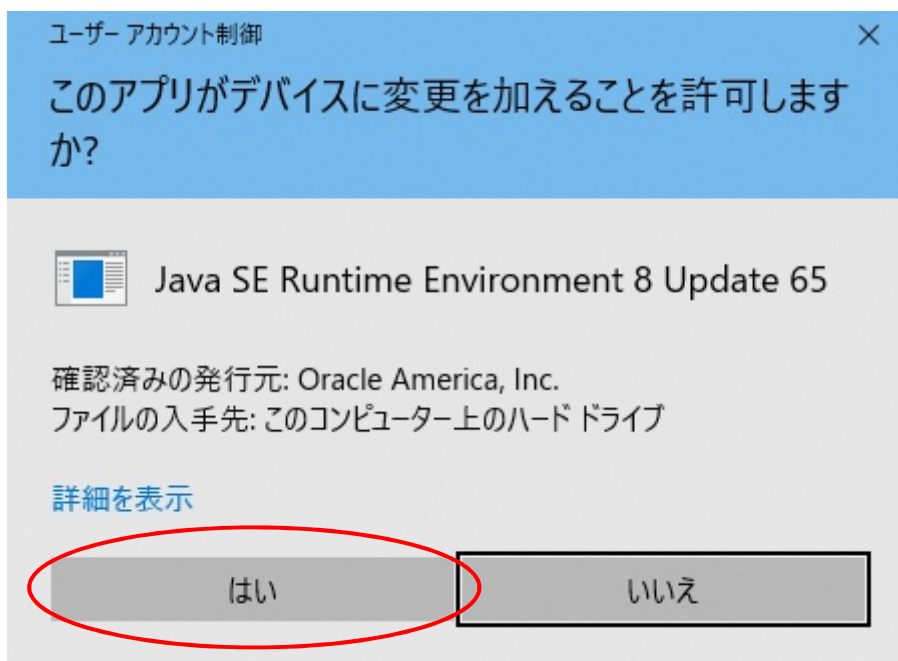 ユーザー アカウント制御
このアプリがデバイスに変更を加えることを許可します
か?
Java SE Runtime Environment 8 Update 65
確認済みの発行元: Oracle America, Inc.
ファイルの入手先: このコンピューター上のハード ドライブ
詳細を表示
はい いいえ